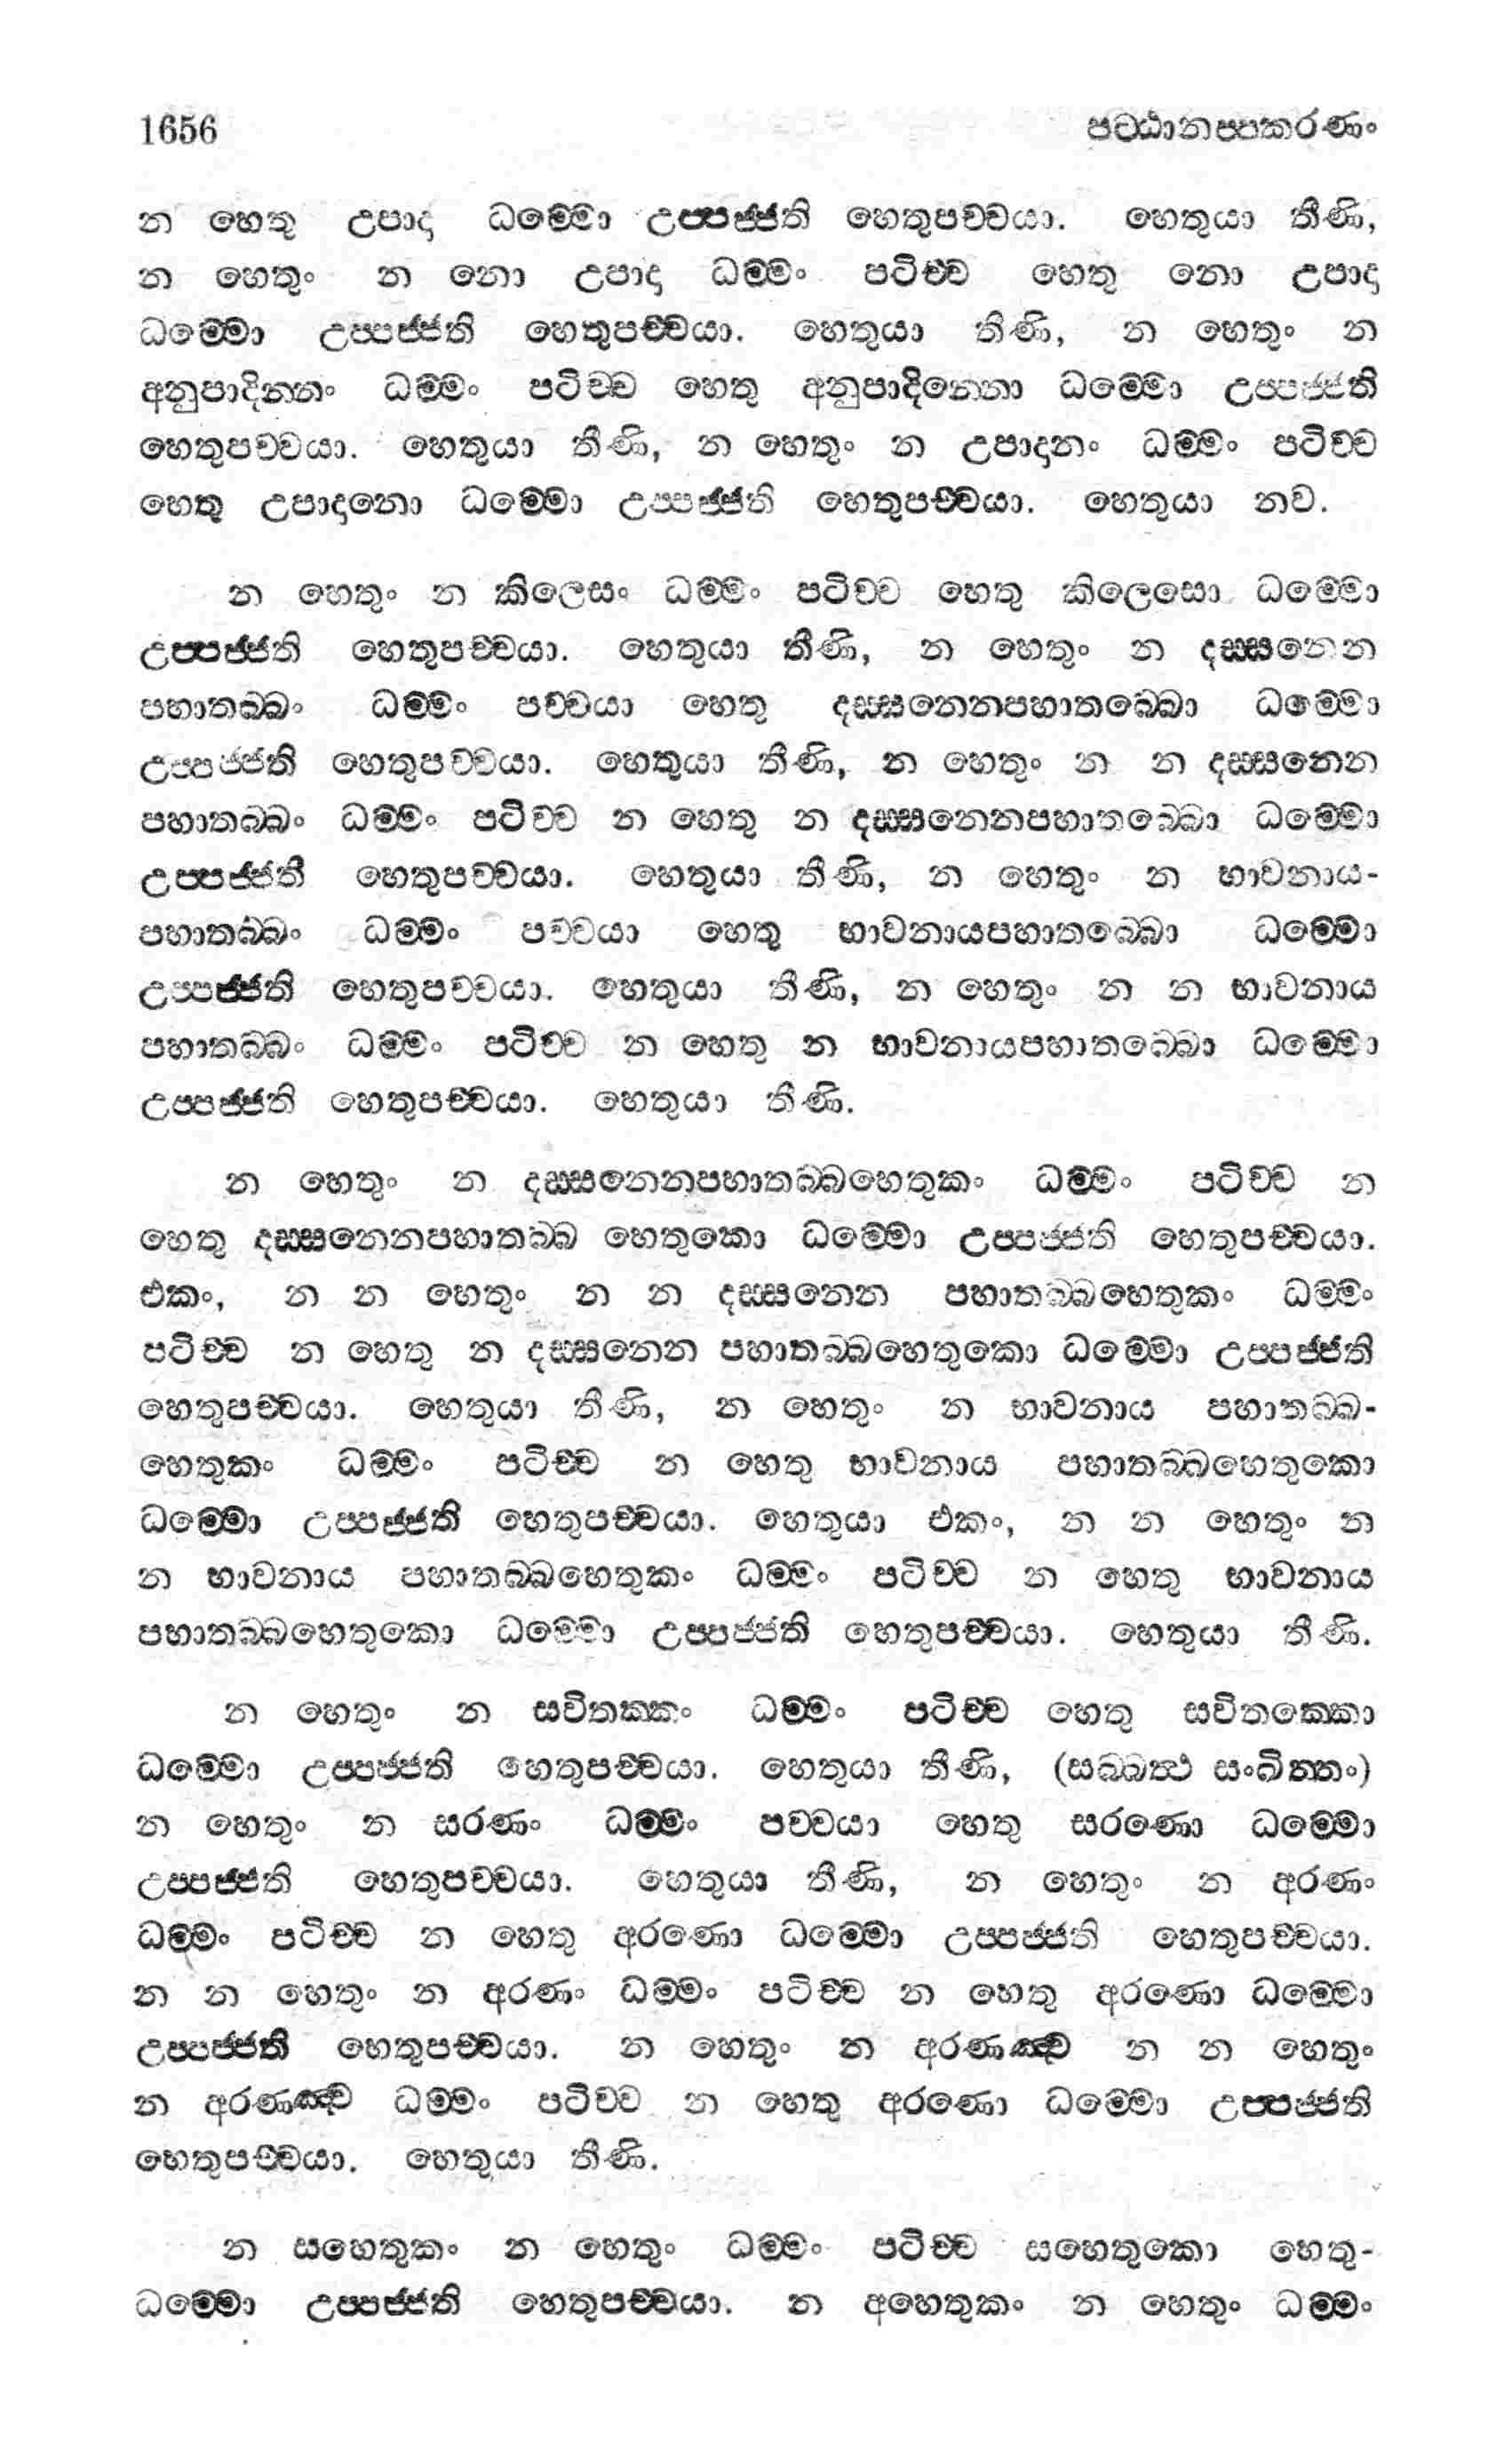 1656 පට්ඨානප්පකරණං
න හෙතු උපාදා ධම්මො උප්පජ්ජති හෙතුපච්චයා. හෙතුයා තීණි,
න හෙතුං න නො උපාදා ධම්මං පටිච්ච හෙතු නො උපාදා
ධම්මො උප්පජ්ජති හෙතුපච්චයා. හෙතුයා තිණි, න හෙතුං න
අනුපාදින්නං ධම්මං පටිච්ච හෙතු අනුපාදින්නො ධම්මො උප්පජ්ජති
හෙතුපච්චයා. හෙතුයා තීණි, න හෙතුං න උපාදානං ධම්මං පටිච්ච
හෙතු උපාදානො ධම්මො උප්පජ්ජති හෙතුපච්චයා. හෙතුයා නව.
න හෙතුං න කිලෙසං ධම්මං පටිච්ච හෙතු කිලෙසො ධම්මො
උප්පජ්ජති හෙතුපච්චයා. හෙතුයා තීණි, න හෙතුං න දස්සනෙන
පහාතබ්බං ධම්මං පච්චයා හෙතු දස්සනෙනපහාතබ්බො ධම්මො
උප්පජ්ජති හෙතුපච්චයා. හෙතුයා තීණි, න හෙතුං න න දස්සනෙන
පහාතබ්බං ධම්මං පටිච්ච න හෙතු න දස්සනෙනපහාතබ්බො ධම්මො
උප්පජ්ජතී හෙතුපච්චයා. හෙතුයා තීණි, න හෙතුං න භාවනාය-
පහාතබ්බං ධම්මං පච්චයා හෙතු භාවනායපහාතබ්බො ධම්මො
උප්පජ්ජති හෙතුපච්චයා. හෙතුයා තීණි, න හෙතුං න න භාවනාය
පහාතබ්බං ධම්මං පටිච්ච න හෙතු න භාවනායපහාතබ්බො ධම්මො
උප්පජ්ජති හෙතුපච්චයා. හෙතුයා තීණි.
න හෙතුං න දස්සනෙනපහාතබ්බහෙතුකං ධම්මං පටිච්ච න
හෙතු දස්සනෙනපහාතබ්බ හෙතුකො ධම්මො උප්පජ්ජති හෙතුපච්චයා.
එකං, න න හෙතුං න න දස්සනෙන පහාතබ්බහෙතුකං ධම්මං
පටිච්ච න හෙතු න දස්සනෙන පහාතබ්බහෙතුකො ධම්මො උප්පජ්ජති
හෙතුපච්චයා. හෙතුයා තීණි, න හෙතුං න භාවනාය පහාතබ්බ-
හෙතුකං ධම්මං පටිච්ච න හෙතු භාවනාය පහාතබ්බහෙතුකො
ධම්මො උප්පජ්ජති හෙතුපච්චයා. හෙතුයා එකං, න න හෙතුං න
න භාවනාය පහාතබ්බහෙතුකං ධම්මං පටිච්ච න හෙතු භාවනාය
පහාතබ්බහෙතුකො ධම්මො උප්පජ්ජති හෙතුපච්චයා. හෙතුයා තීණි.
න හෙතුං න සවිතක්කං ධම්මං පටිච්ච හෙතු සවිතක්කො
ධම්මො උප්පජ්ජති හෙතුපච්චයා. හෙතුයා තීණි, (සබ්බත්ථ සංඛිත්තං)
න හෙතුං න සරණං ධම්මං පච්චයා හෙතු සරණො ධම්මො
උප්පජ්ජති හෙතුපච්චයා. හෙතුයා තීණි, න හෙතුං න අරණං
ධම්මං පටිච්ච න හෙතු අරණො ධම්මො උප්පජ්ජති හෙතුපච්චයා.
න න හෙතුං න අරණං ධම්මං පටිච්ච න හෙතු අරණො ධම්මො
උප්පජ්ජති හෙතුපච්චයා. න හෙතුං න අරණඤ්ච න න හෙතුං
න අරණඤ්ච ධම්මං පටිච්ච න හෙතු අරණො ධම්මො උප්පජ්ජති
හෙතුපච්චයා. හෙතුයා තීණි.
න සහෙතුකං න හෙතුං ධම්මං පටිච්ච සහෙතුකො හෙතු-
ධම්මො උප්පජ්ජති හෙතුපච්චයා. න අහෙතුකං න හෙතුං ධම්මං